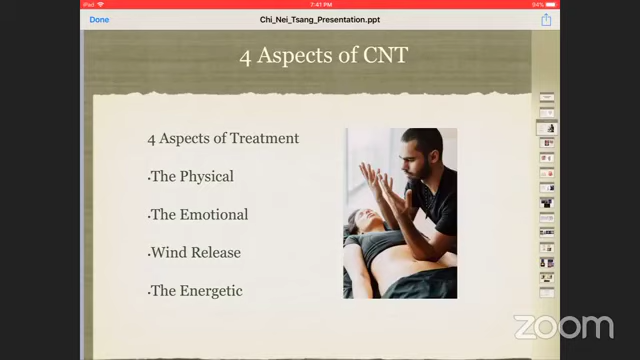 iPad
7:41 PM
94%
Done
Chi_Nei_Tsang_Presentation.ppt
4 Aspects of CNT
4 Aspects of Treatment
.The Physical
.The Emotional
.Wind Release
.The Energetic
zoom